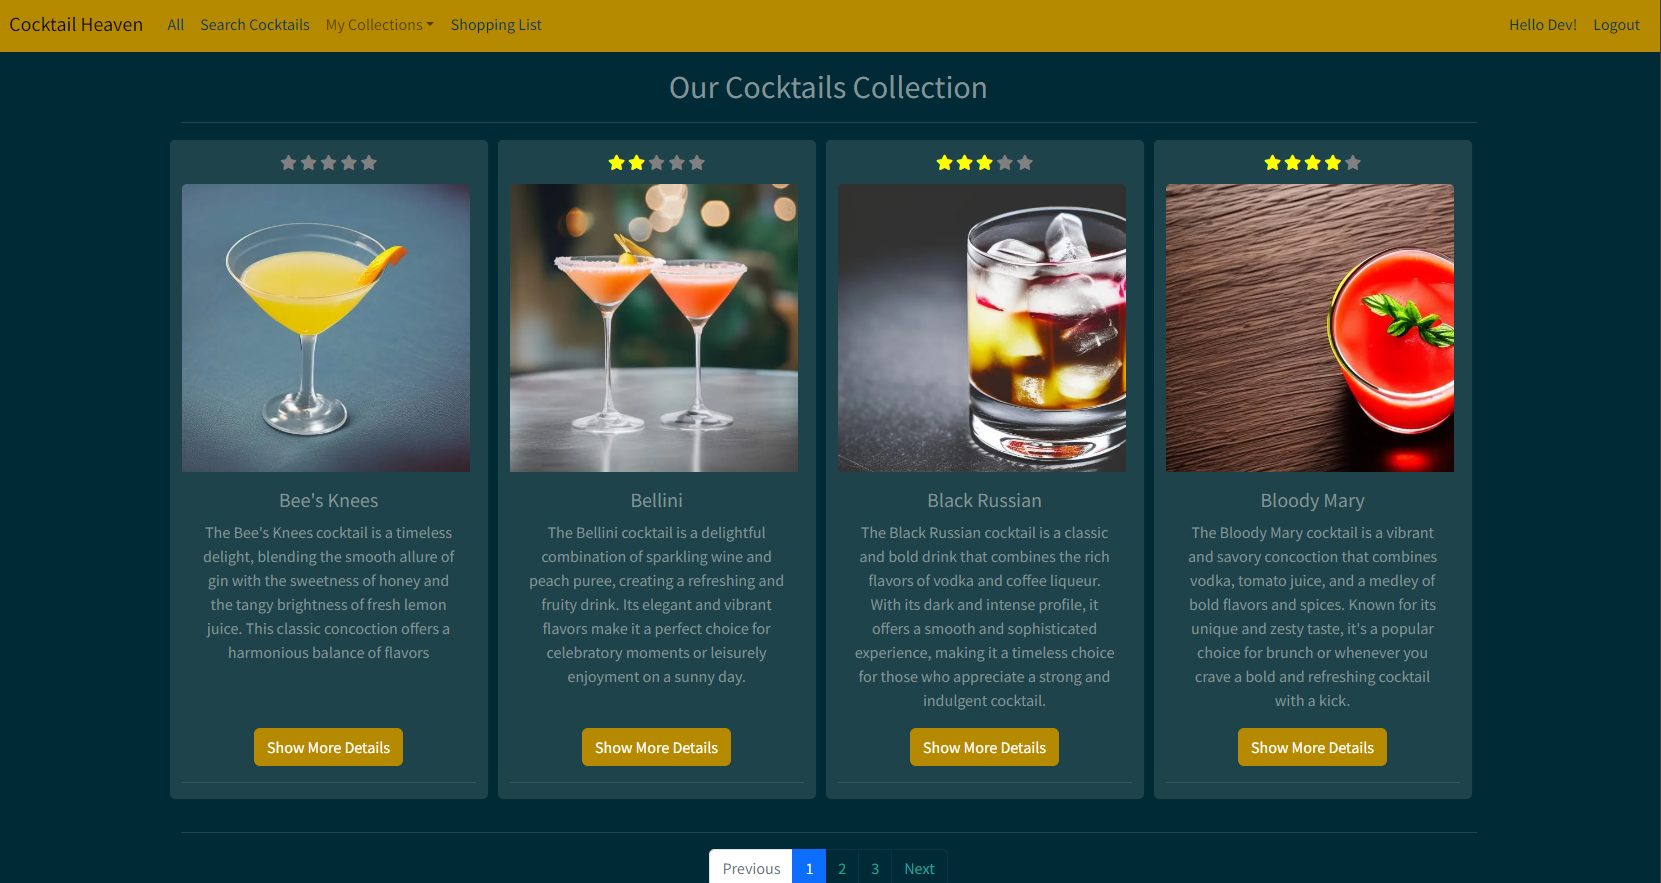 Cocktail Heaven All Search Cocktails My Collections Shopping List Hello Dev! Logout
Our Cocktails Collection
Bee's Knees
The Bee's Knees cocktail is a timeless
delight, blending the smooth allure of
gin with the sweetness of honey and
the tangy brightness of fresh lemon
juice. This classic concoction offers a
harmonious balance of flavors
Show More Details
Bellini
The Bellini cocktail is a delightful
combination of sparkling wine and
peach puree, creating a refreshing and
fruity drink. Its elegant and vibrant
flavors make it a perfect choice for
celebratory moments or leisurely
enjoyment on a sunny day.
Show More Details
Black Russian
The Black Russian cocktail is a classic
and bold drink that combines the rich
flavors of vodka and coffee liqueur.
With its dark and intense profile, it
offers a smooth and sophisticated
experience, making it a timeless choice
for those who appreciate a strong and
indulgent cocktail.
Show More Details
Bloody Mary
The Bloody Mary cocktail is a vibrant
and savory concoction that combines
vodka, tomato juice, and a medley of
bold flavors and spices. Known for its
unique and zesty taste, it's a popular
choice for brunch or whenever you
crave a bold and refreshing cocktail
with a kick.
Show More Details
Previous 1 2 3 Next